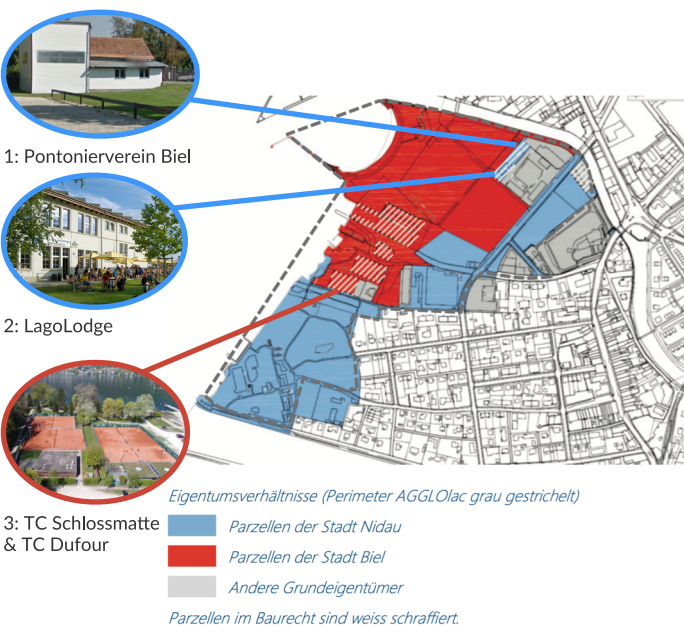 1: Pontonierverein Biel
2: LagoLodge
3: TC Schlossmatte
& TC Dufour
Eigentumsverhältnisse (Perimeter AGGLOlac grau gestrichelt)
Parzellen der Stadt Nidau
Parzellen der Stadt Biel
Andere Grundeigentümer
Parzellen im Baurecht sind weiss schraffiert.